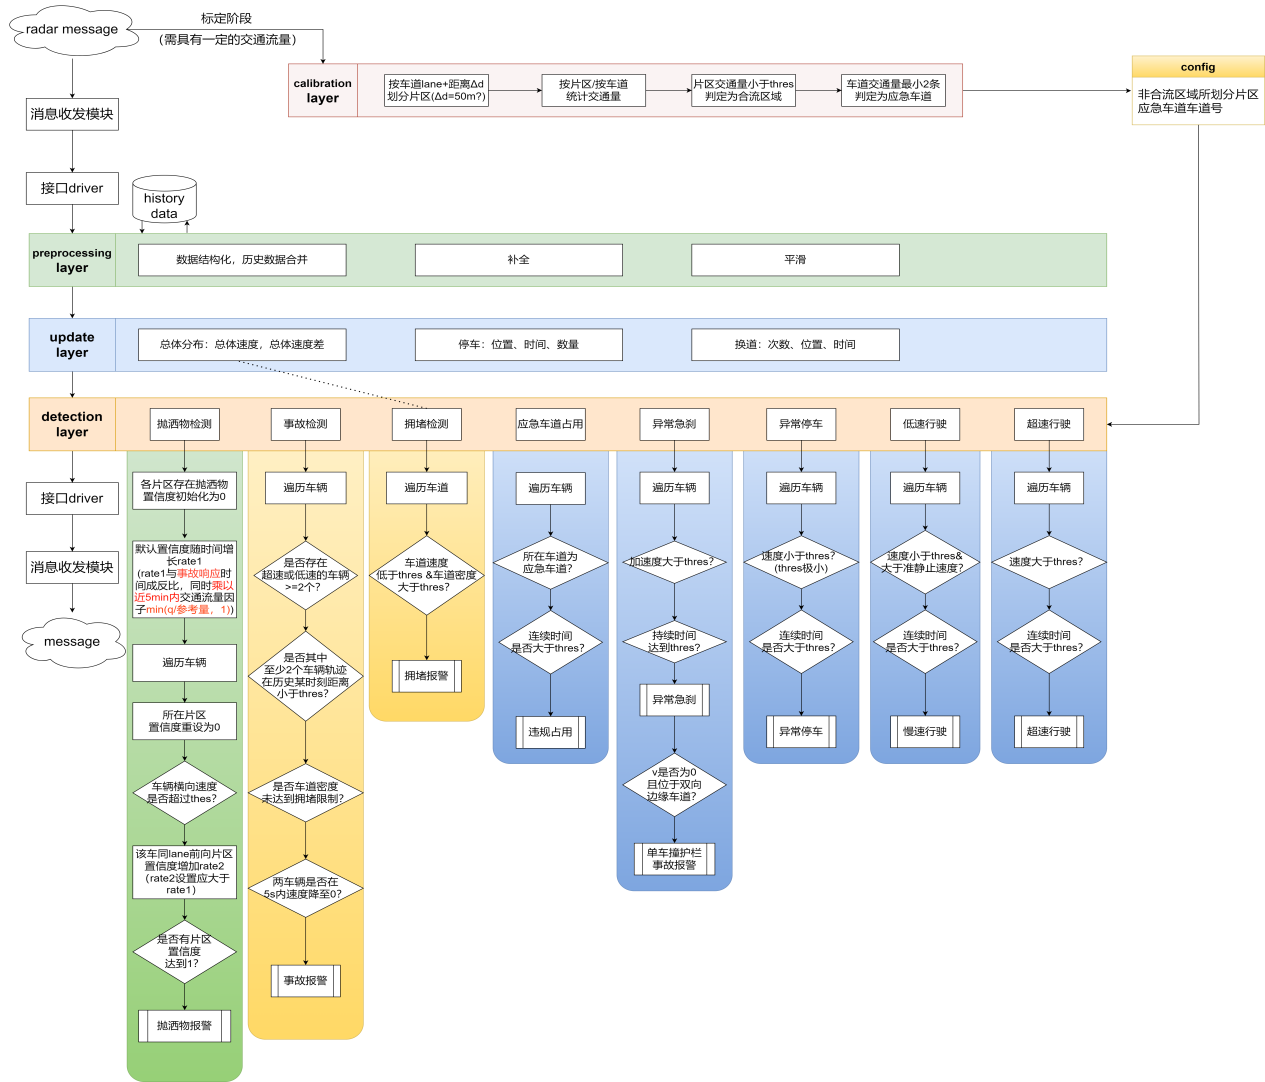 radar message
标定阶段
（需具有一定的交通流量）
calibration
layer
按车道lane+距离Δd
划分片区(Δd=50m?)
按片区/按车道
统计交通量
片区交通量小于thres
判定为合流区域
车道交通量最小2条
判定为应急车道
config
非合流区域所划分片区
应急车道车道号
消息收发模块
接口driver
history
data
preprocessing
layer
数据结构化，历史数据合并
补全
平滑
update
layer
总体分布：总体速度，总体速度差
停车：位置、时间、数量
换道：次数、位置、时间
detection
layer
抛洒物检测
事故检测
拥堵检测
应急车道占用
异常急刹
异常停车
低速行驶
超速行驶
接口driver
消息收发模块
message
各片区存在抛洒物
置信度初始化为0
默认置信度随时间增
长rate1
(rate1与事故响应时
间成反比，同时乘以
近5min内交通流量因
子min(q/参考量，1))
遍历车辆
所在片区
置信度重设为0
车辆横向速度
是否超过thes?
该车同lane前向片区
置信度增加rate2
（rate2设置应大于
rate1）
是否有片区
置信度
达到1?
抛洒物报警
遍历车辆
是否存在
超速或低速的车辆
>=2个?
是否其中
至少2个车辆轨迹
在历史某时刻距离
小于thres?
是否车道密度
未达到拥堵限制?
两车辆是否在
5s内速度降至0?
事故报警
遍历车道
车道速度
低于thres &车道密度
大于thres?
拥堵报警
遍历车辆
所在车道为
应急车道?
连续时间
是否大于thres?
违规占用
遍历车辆
加速度大于thres?
持续时间
达到thres?
异常急刹
v是否为0
且位于双向
边缘车道?
单车撞护栏
事故报警
遍历车辆
速度小于thres?
(thres极小)
连续时间
是否大于thres?
异常停车
遍历车辆
速度小于thres&
大于准静止速度?
连续时间
是否大于thres?
慢速行驶
遍历车辆
速度大于thres?
连续时间
是否大于thres?
超速行驶